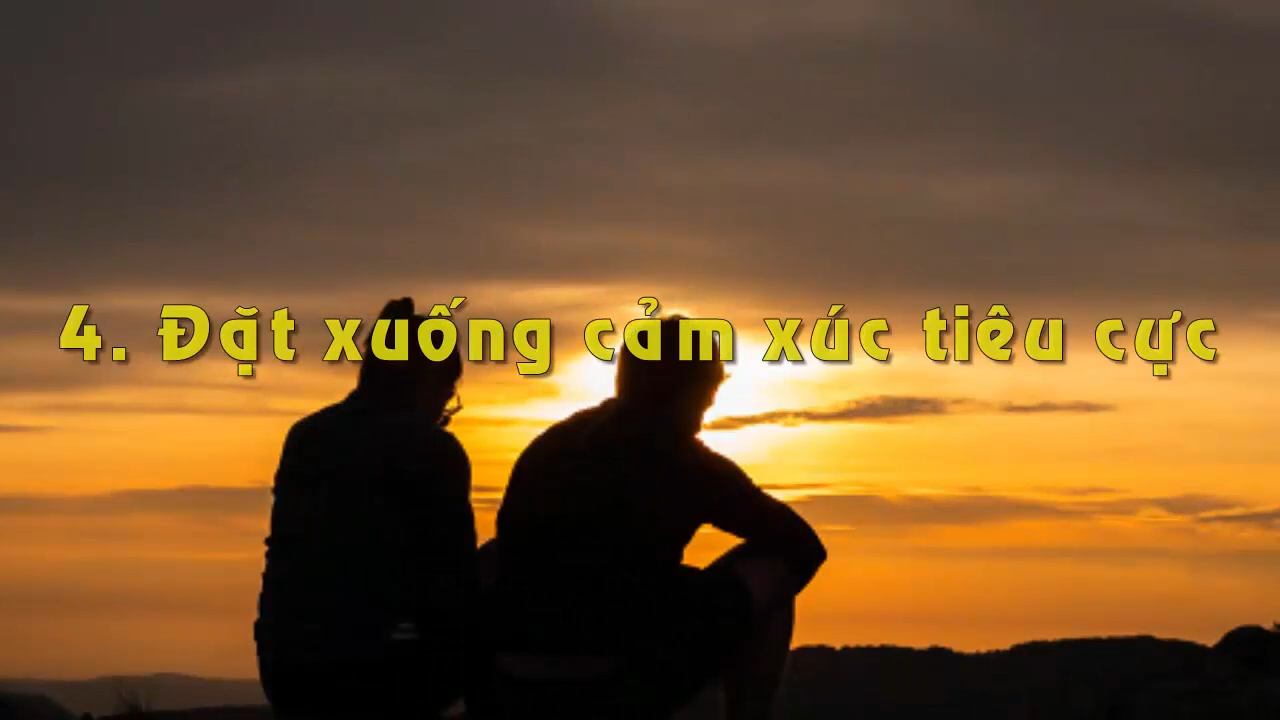 4. Đặt xuống cảm xúc tiêu cực